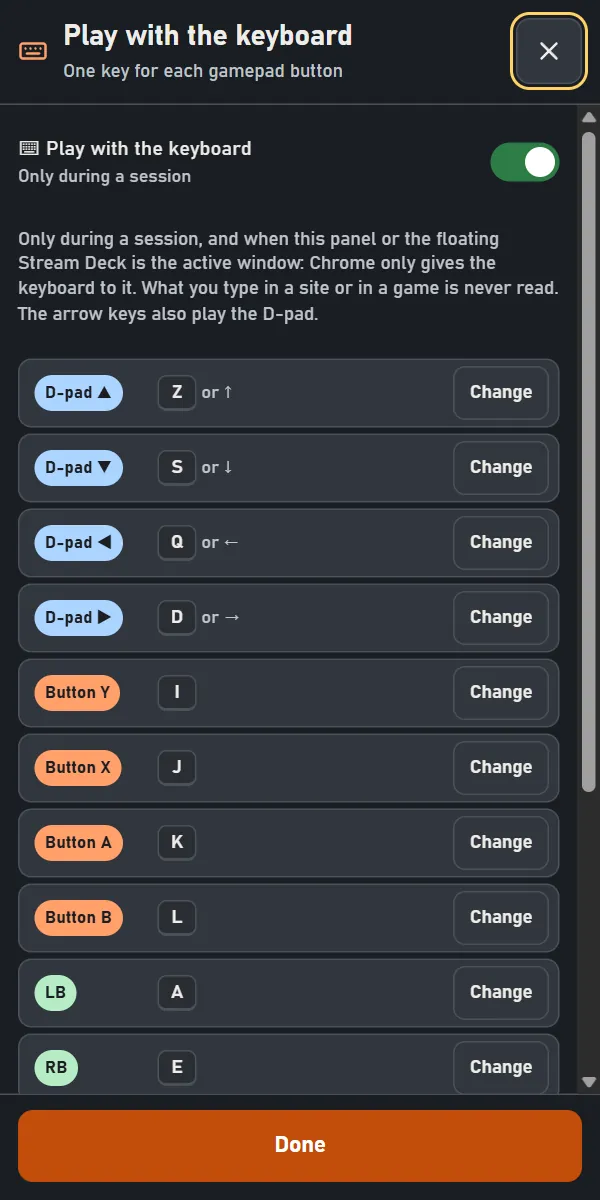 Play with the keyboard
One key for each gamepad button
Play with the keyboard
Only during a session
Only during a session, and when this panel or the floating
Stream Deck is the active window: Chrome only gives the
keyboard to it. What you type in a site or in a game is never read.
The arrow keys also play the D-pad.
D-pad ▲ Z or ↑ Change
D-pad ▼ S or ↓ Change
D-pad ◀ Q or ← Change
D-pad ▶ D or → Change
Button Y I Change
Button X J Change
Button A K Change
Button B L Change
LB A Change
RB E Change
Done